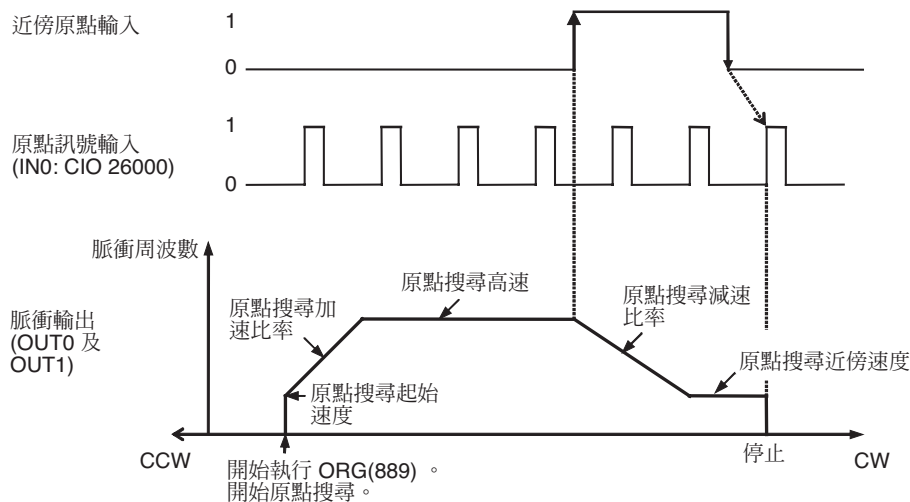 近傍原點輸入
1
0
原點訊號輸入
(IN0: CIO 26000)
1
0
脈衝周波數
脈衝輸出
(OUT0 及
OUT1)
原點搜尋加
速比率
原點搜尋高速
原點搜尋減速
比率
原點搜尋近傍速度
原點搜尋起始
速度
CCW
開始執行 ORG(889) 。
開始原點搜尋。
停止
CW